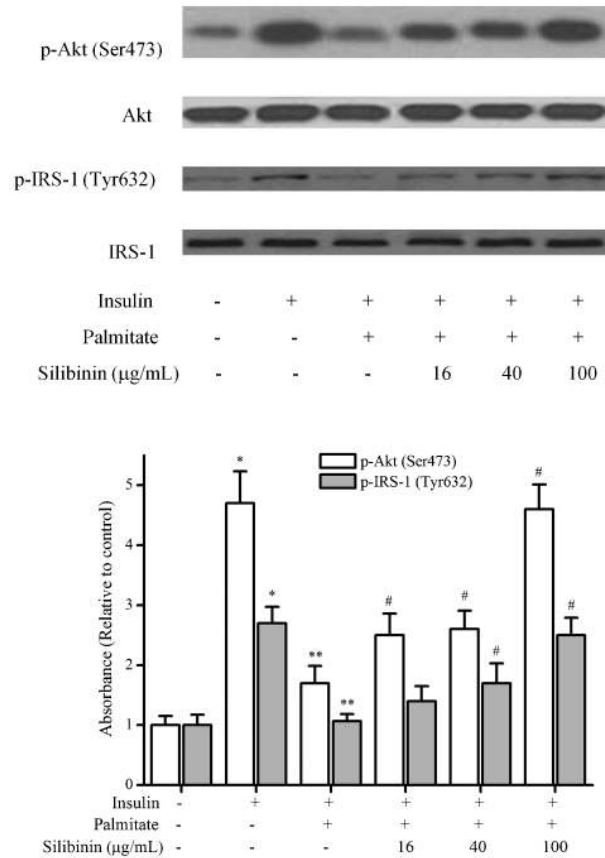 p-Akt (Ser473)
Akt
p-IRS-1 (Tyr632)
IRS-1
Insulin - + + + + +
Palmitate - - + + + +
Silibinin (μg/mL) - - - 16 40 100
p-Akt (Ser473)
p-IRS-1 (Tyr632)
Absorbance (Relative to control)
5
4
3
2
1
0
* * ** ** # # # # #
Insulin - + + + + +
Palmitate - - + + + +
Silibinin (μg/mL) - - - 16 40 100